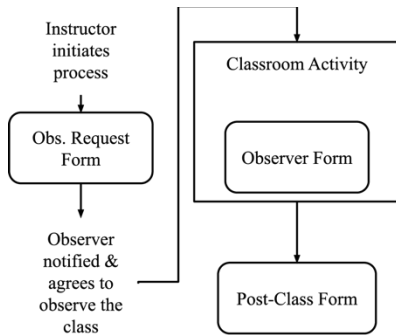 Instructor
initiates
process
Obs. Request
Form
Observer
notified &
agrees to
observe the
class
Classroom Activity
Observer Form
Post-Class Form